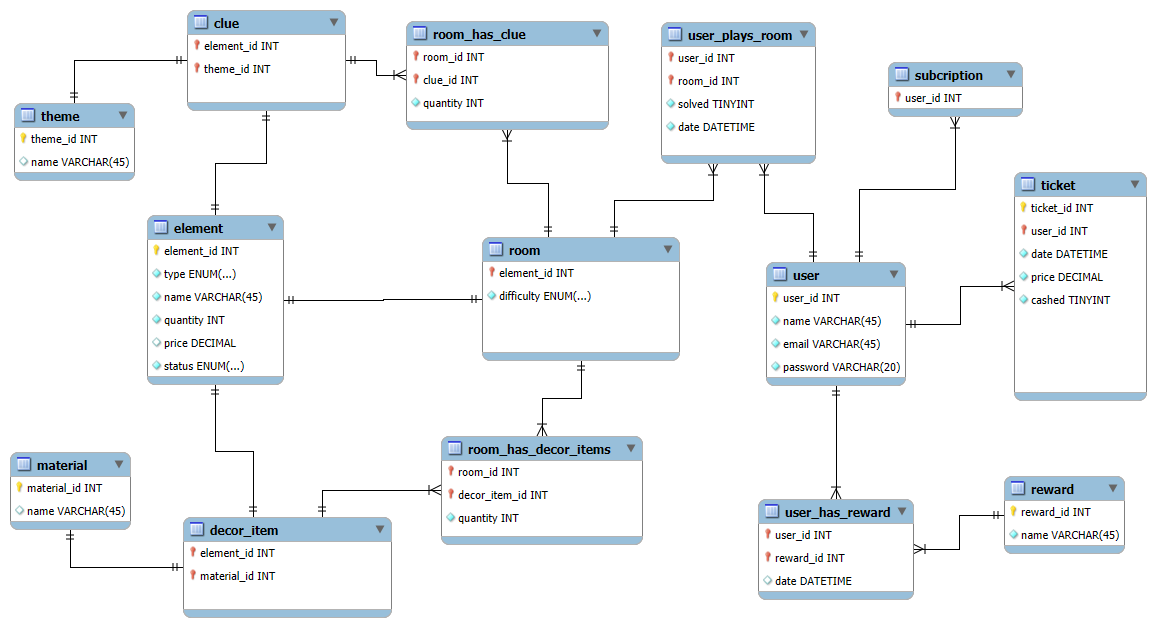 clue
element_id INT
theme_id INT
room_has_clue
room_id INT
clue_id INT
quantity INT
user_plays_room
user_id INT
room_id INT
solved TINYINT
date DATETIME
subcription
user_id INT
theme
theme_id INT
name VARCHAR(45)
ticket
ticket_id INT
user_id INT
date DATETIME
price DECIMAL
cashed TINYINT
element
element_id INT
type ENUM(...)
name VARCHAR(45)
quantity INT
price DECIMAL
status ENUM(...)
room
element_id INT
difficulty ENUM(...)
user
user_id INT
name VARCHAR(45)
email VARCHAR(45)
password VARCHAR(20)
room_has_decor_items
room_id INT
decor_item_id INT
quantity INT
material
material_id INT
name VARCHAR(45)
decor_item
element_id INT
material_id INT
user_has_reward
user_id INT
reward_id INT
date DATETIME
reward
reward_id INT
name VARCHAR(45)